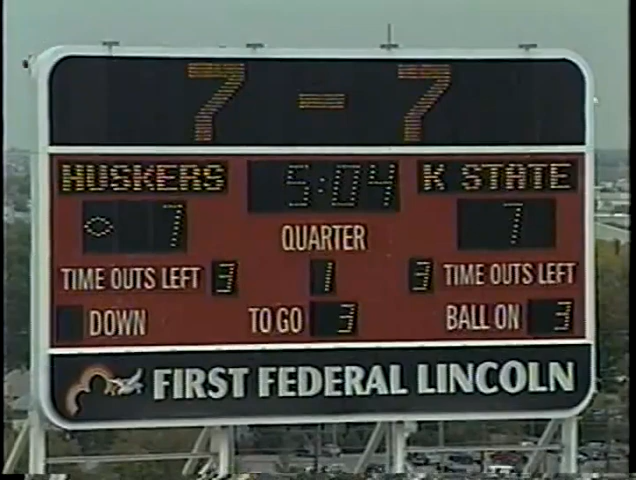 7 - 7
HUSKERS 5:04 K STATE
7 QUARTER 7
TIME OUTS LEFT 3 1 3 TIME OUTS LEFT
DOWN TO GO 3 BALL ON 3
FIRST FEDERAL LINCOLN